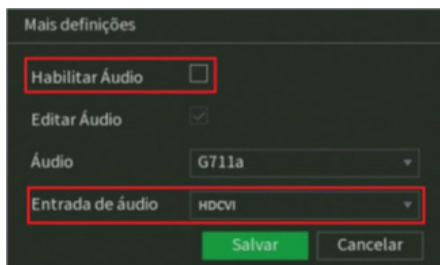 Mais definições
Habilitar Áudio
Editar Áudio
Áudio G711a
Entrada de áudio HDCVI
Salvar Cancelar